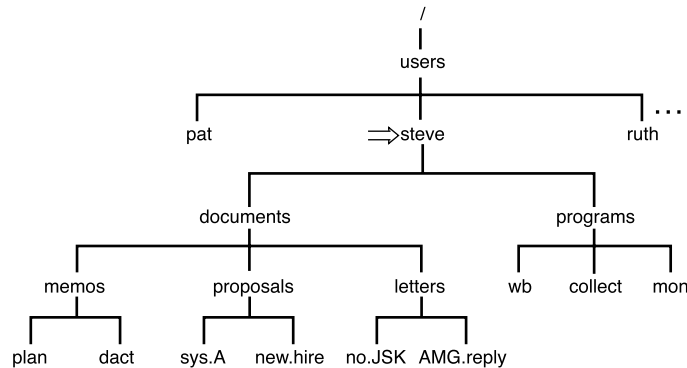 /
users
pat steve ruth ...
documents programs
memos proposals letters wb collect mon
plan dact sys.A new.hire no.JSK AMG.reply